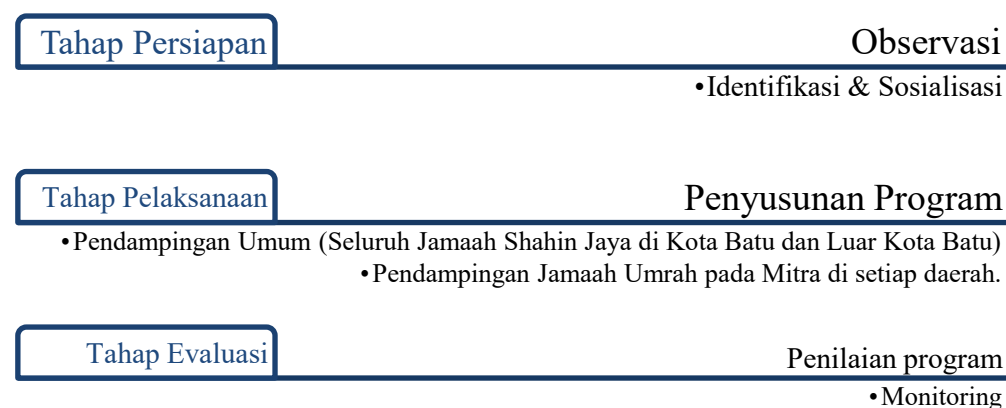 Tahap Persiapan
Observasi
•Identifikasi & Sosialisasi
Tahap Pelaksanaan
Penyusunan Program
•Pendampingan Umum (Seluruh Jamaah Shahin Jaya di Kota Batu dan Luar Kota Batu)
•Pendampingan Jamaah Umrah pada Mitra di setiap daerah.
Tahap Evaluasi
Penilaian program
•Monitoring